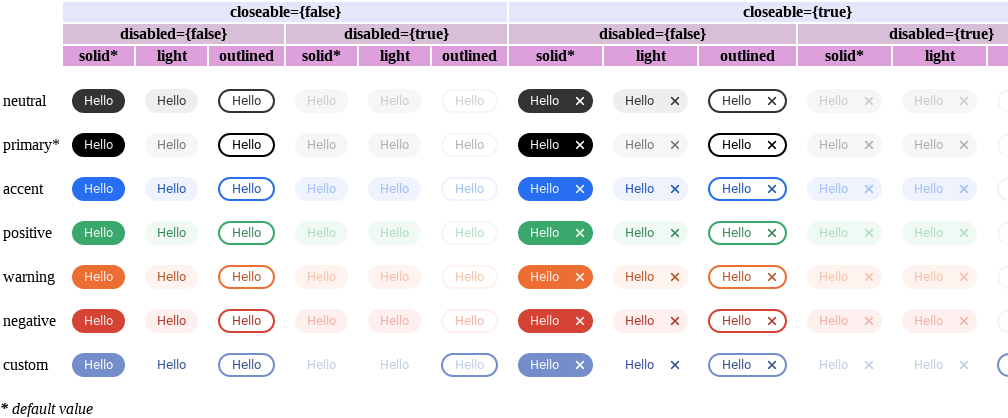 closeable={false} closeable={true}
disabled={false} disabled={true} disabled={false} disabled={true}
solid* light outlined solid* light outlined solid* light outlined solid* light
neutral Hello Hello Hello Hello Hello Hello Hello × Hello × Hello × Hello × Hello ×
primary* Hello Hello Hello Hello Hello Hello Hello × Hello × Hello × Hello × Hello ×
accent Hello Hello Hello Hello Hello Hello Hello × Hello × Hello × Hello × Hello ×
positive Hello Hello Hello Hello Hello Hello Hello × Hello × Hello × Hello × Hello ×
warning Hello Hello Hello Hello Hello Hello Hello × Hello × Hello × Hello × Hello ×
negative Hello Hello Hello Hello Hello Hello Hello × Hello × Hello × Hello × Hello ×
custom Hello Hello Hello Hello Hello Hello Hello × Hello × Hello × Hello × Hello ×
* default value